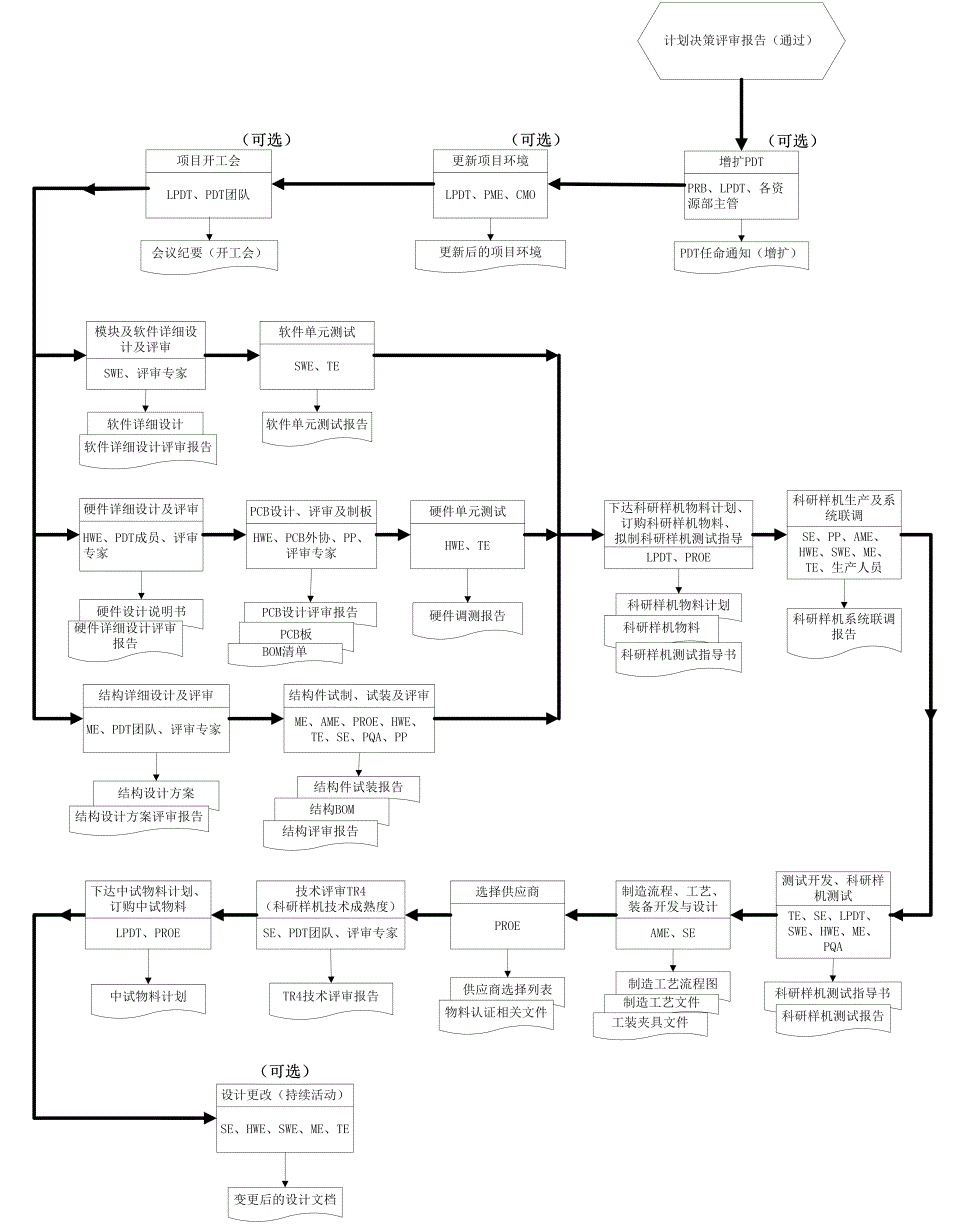 计划决策评审报告（通过）
（可选）
（可选）
（可选）
项目开工会
LPDT、PDT团队
会议纪要（开工会）
更新项目环境
LPDT、PME、CMO
更新后的项目环境
增扩PDT
PRB、LPDT、各资
源部主管
PDT任命通知（增扩）
模块及软件详细设
计及评审
SWE、评审专家
软件详细设计
软件详细设计评审报告
软件单元测试
SWE、TE
软件单元测试报告
硬件详细设计及评审
HWE、PDT成员、评审
专家
硬件设计说明书
硬件详细设计评审
报告
PCB设计、评审及制板
HWE、PCB外协、PP、
评审专家
PCB设计评审报告
PCB板
BOM清单
硬件单元测试
HWE、TE
硬件调测报告
下达科研样机物料计划、
订购科研样机物料、
拟制科研样机测试指导
LPDT、PROE
科研样机物料计划
科研样机物料
科研样机测试指导书
科研样机生产及系
统联调
SE、PP、AME、
HWE、SWE、ME、
TE、生产人员
科研样机系统联调
报告
结构详细设计及评审
ME、PDT团队、评审专家
结构设计方案
结构设计方案评审报告
结构件试制、试装及评审
ME、AME、PROE、HWE、
TE、SE、PQA、PP
结构件试装报告
结构BOM
结构评审报告
下达中试物料计划、
订购中试物料
LPDT、PROE
中试物料计划
技术评审TR4
（科研样机技术成熟度）
SE、PDT团队、评审专家
TR4技术评审报告
选择供应商
PROE
供应商选择列表
物料认证相关文件
制造流程、工艺、
装备开发与设计
AME、SE
制造工艺流程图
制造工艺文件
工装夹具文件
测试开发、科研样
机测试
TE、SE、LPDT、
SWE、HWE、ME、
PQA
科研样机测试指导书
科研样机测试报告
（可选）
设计更改（持续活动）
SE、HWE、SWE、ME、TE
变更后的设计文档